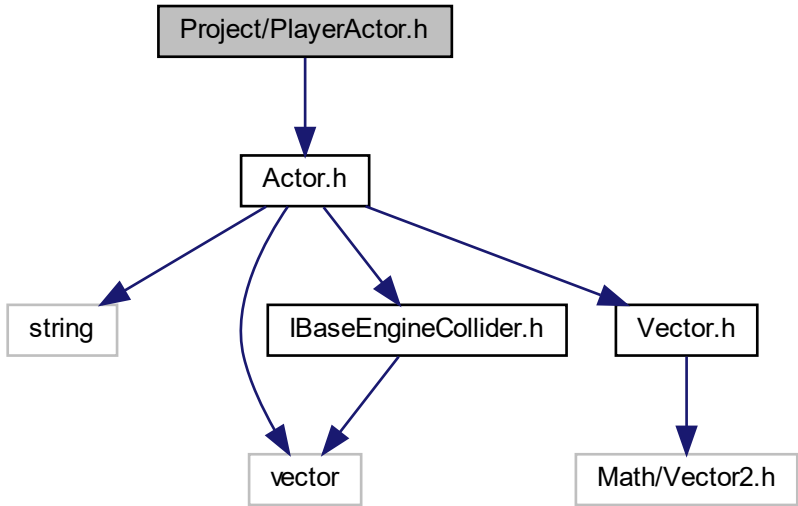 Project/PlayerActor.h
Actor.h
string
IBaseEngineCollider.h
Vector.h
vector
Math/Vector2.h